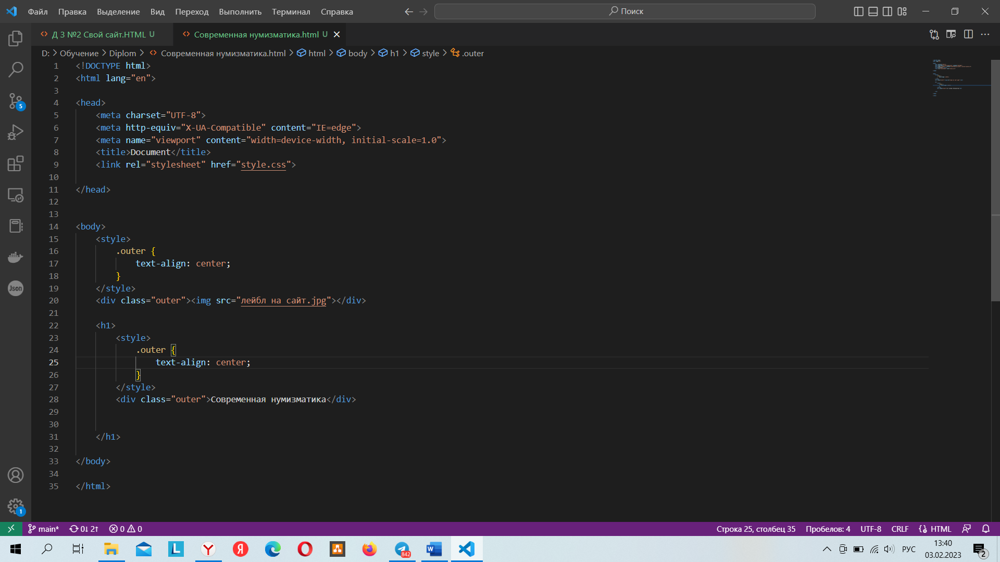 Файл Правка Выделение Вид Переход Выполнить Терминал Справка Поиск
Д З №2 Свой сайт.HTML U Современная нумизматика.html U
D: > Обучение > Diplom > Современная нумизматика.html > html > body > h1 > style > .outer
1 <!DOCTYPE html>
2 <html lang="en">
3
4 <head>
5 <meta charset="UTF-8">
6 <meta http-equiv="X-UA-Compatible" content="IE=edge">
7 <meta name="viewport" content="width=device-width, initial-scale=1.0">
8 <title>Document</title>
9 <link rel="stylesheet" href="style.css">
10
11 </head>
12
13
14 <body>
15 <style>
16 .outer {
17 text-align: center;
18 }
19 </style>
20 <div class="outer"><img src="лейбл на сайт.jpg"></div>
21
22 <h1>
23 <style>
24 .outer {
25 text-align: center;
26 }
27 </style>
28 <div class="outer">Современная нумизматика</div>
29
30
31 </h1>
32
33 </body>
34
35 </html>
5
Json
1
main* 0↓ 2↑ 0 0 Строка 25, столбец 35 Пробелов: 4 UTF-8 CRLF HTML
L Y Я 842 W РУС 13:40
03.02.2023 2